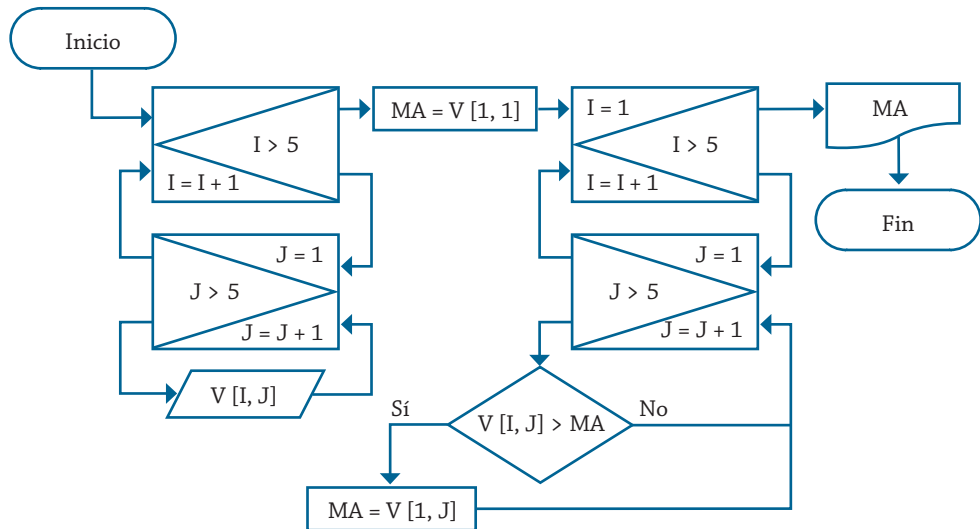 Inicio
I > 5
I = I + 1
J = 1
J > 5
J = J + 1
V [I, J]
MA = V [1, 1]
I = 1
I > 5
I = I + 1
J = 1
J > 5
J = J + 1
V [I, J] > MA
Sí
No
MA = V [1, J]
MA
Fin